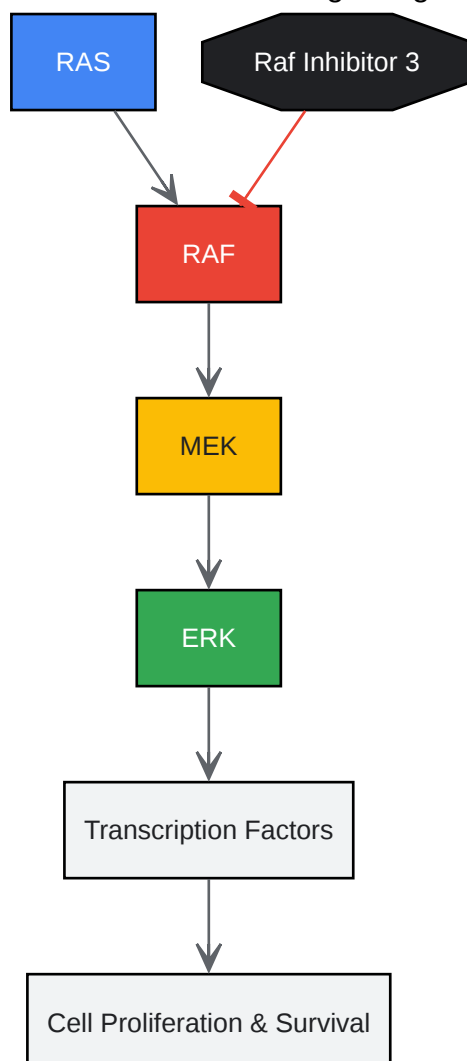 RAS
Raf Inhibitor 3
RAF
MEK
ERK
Transcription Factors
Cell Proliferation & Survival